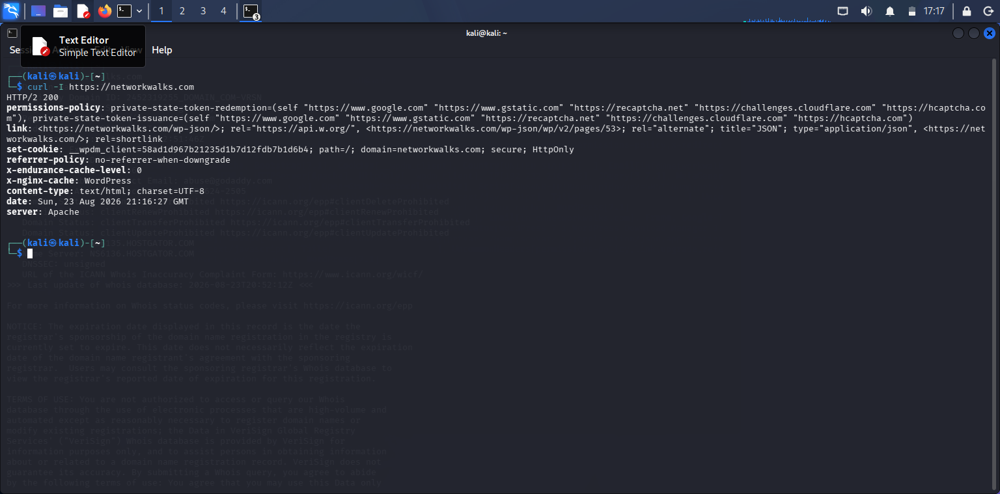 1 2 3 4
3
17:17
kali@kali: ~
Text Editor
Simple Text Editor
Session Actions Edit View Help
┌──(kali㉿kali)-[~]
└─$ curl -I https://networkwalks.com
HTTP/2 200
permissions-policy: private-state-token-redemption=(self "https://www.google.com" "https://www.gstatic.com" "https://recaptcha.net" "https://challenges.cloudflare.com" "https://hcaptcha.co
m"), private-state-token-issuance=(self "https://www.google.com" "https://www.gstatic.com" "https://recaptcha.net" "https://challenges.cloudflare.com" "https://hcaptcha.com")
link: <https://networkwalks.com/wp-json/>; rel="https://api.w.org/", <https://networkwalks.com/wp-json/wp/v2/pages/53>; rel="alternate"; title="JSON"; type="application/json", <https://net
workwalks.com/>; rel=shortlink
set-cookie: __wpdm_client=58ad1d967b21235d1b7d12fdb7b1d6b4; path=/; domain=networkwalks.com; secure; HttpOnly
referrer-policy: no-referrer-when-downgrade
x-endurance-cache-level: 0
x-nginx-cache: WordPress
Email: abuse@godaddy.com
content-type: text/html; charset=UTF-8
date: Sun, 23 Aug 2026 21:16:27 GMT
https://icann.org/epp#clientDeleteProhibited
server: Apache
Status: clientRenewProhibited https://icann.org/epp#clientRenewProhibited
Domain Status: clientTransferProhibited https://icann.org/epp#clientTransferProhibited
Domain Status: clientUpdateProhibited https://icann.org/epp#clientUpdateProhibited
┌──(kali㉿kali)-[~]
└─$
Server: NS6136.HOSTGATOR.COM
DNSSEC: unsigned
URL of the ICANN Whois Inaccuracy Complaint Form: https://www.icann.org/wicf/
>>> Last update of whois database: 2026-08-23T20:52:12Z <<<
For more information on Whois status codes, please visit https://icann.org/epp
NOTICE: The expiration date displayed in this record is the date the
registrar's sponsorship of the domain name registration in the registry is
currently set to expire. This date does not necessarily reflect the expiration
date of the domain name registrant's agreement with the sponsoring
registrar. Users may consult the sponsoring registrar's Whois database to
view the registrar's reported date of expiration for this registration.
TERMS OF USE: You are not authorized to access or query our Whois
database through the use of electronic processes that are high-volume and
automated except as reasonably necessary to register domain names or
modify existing registrations; the Data in VeriSign Global Registry
Services' ("VeriSign") Whois database is provided by VeriSign for
information purposes only, and to assist persons in obtaining information
about or related to a domain name registration record. VeriSign does not
guarantee its accuracy. By submitting a Whois query, you agree to abide
by the following terms of use: You agree that you may use this Data only